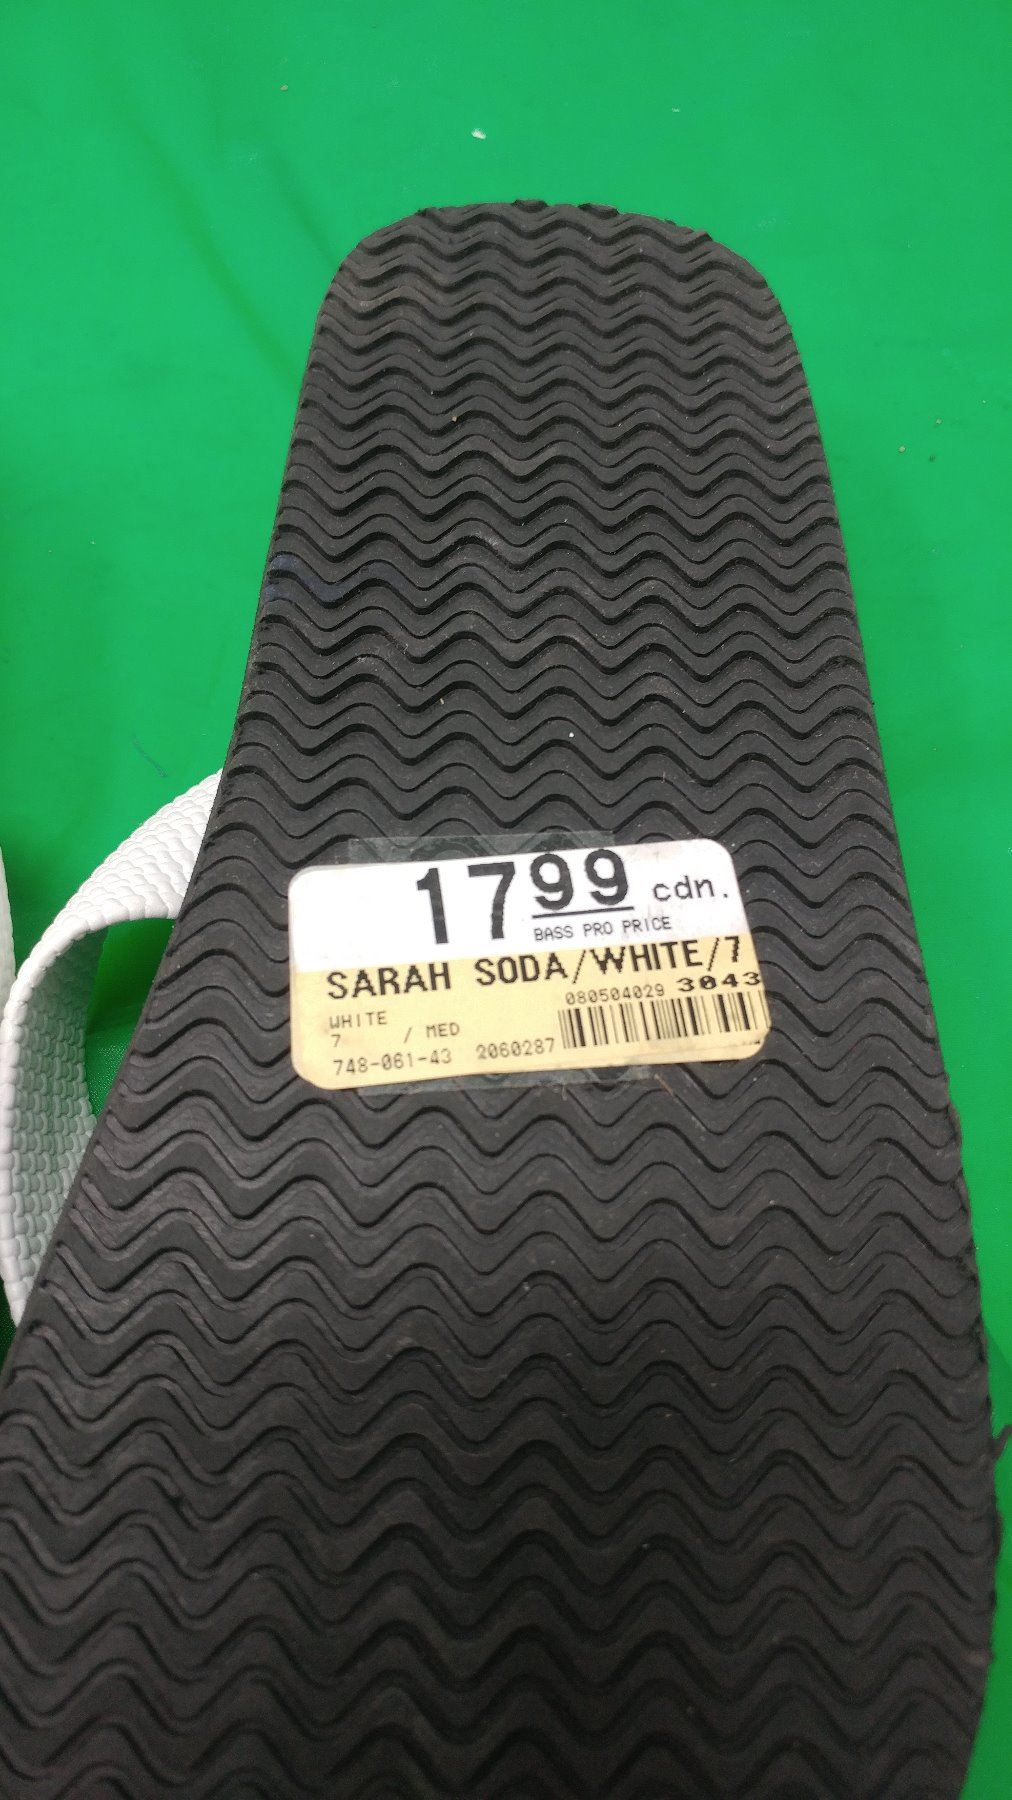 1799 cdn.
BASS PRO PRICE
SARAH SODA/WHITE/7
080504029 3043
WHITE
7 / MED
748-061-43 2060287